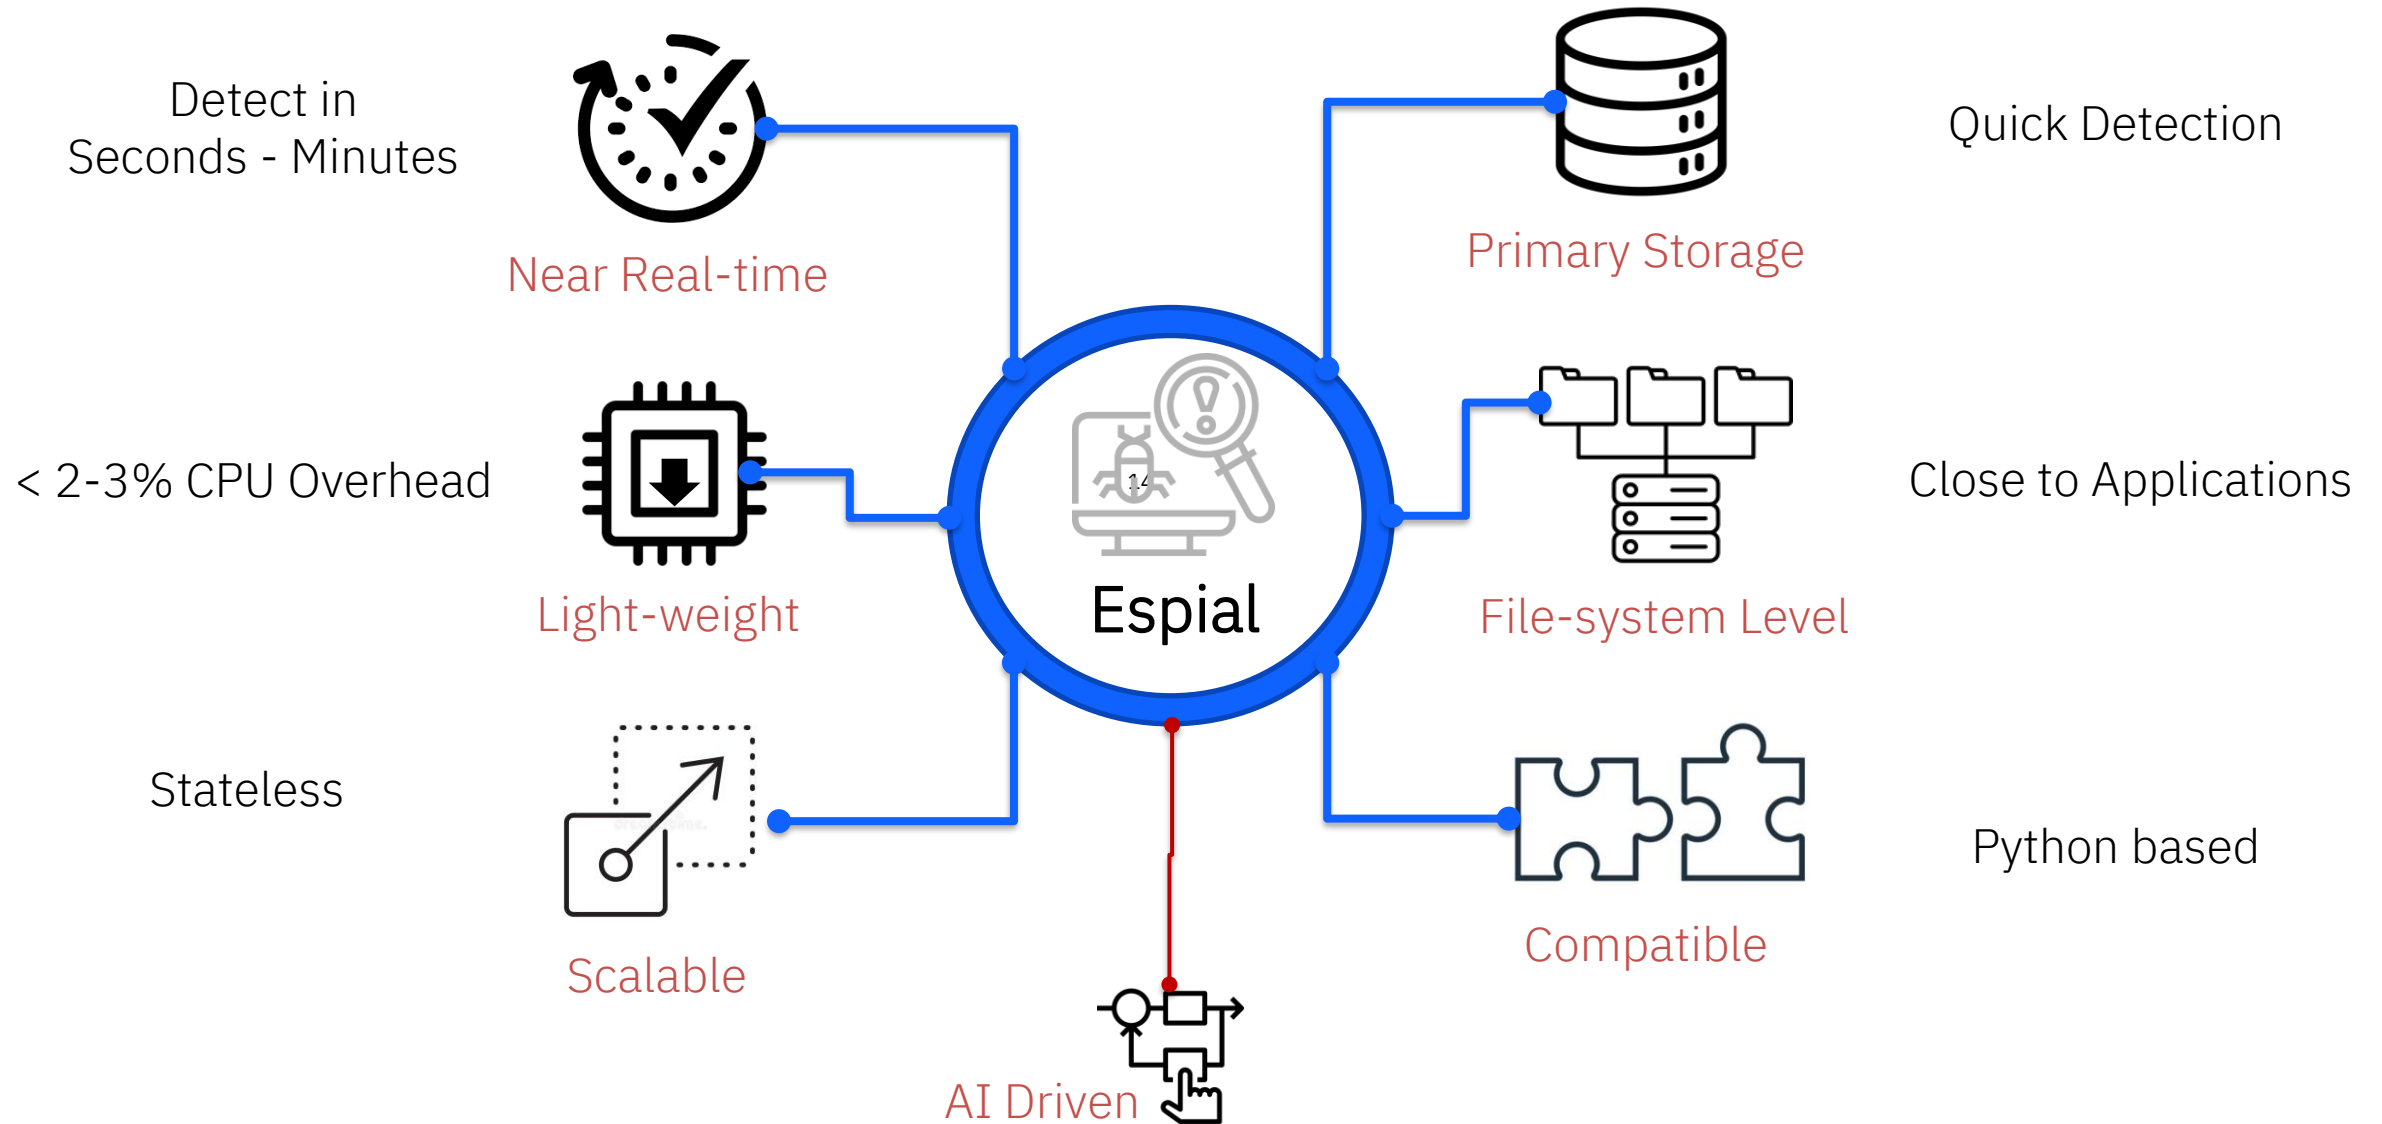 Detect in
Seconds - Minutes
Near Real-time
Primary Storage
Quick Detection
< 2-3% CPU Overhead
Light-weight
14
Espial
File-system Level
Close to Applications
Stateless
Scalable
Compatible
Python based
AI Driven